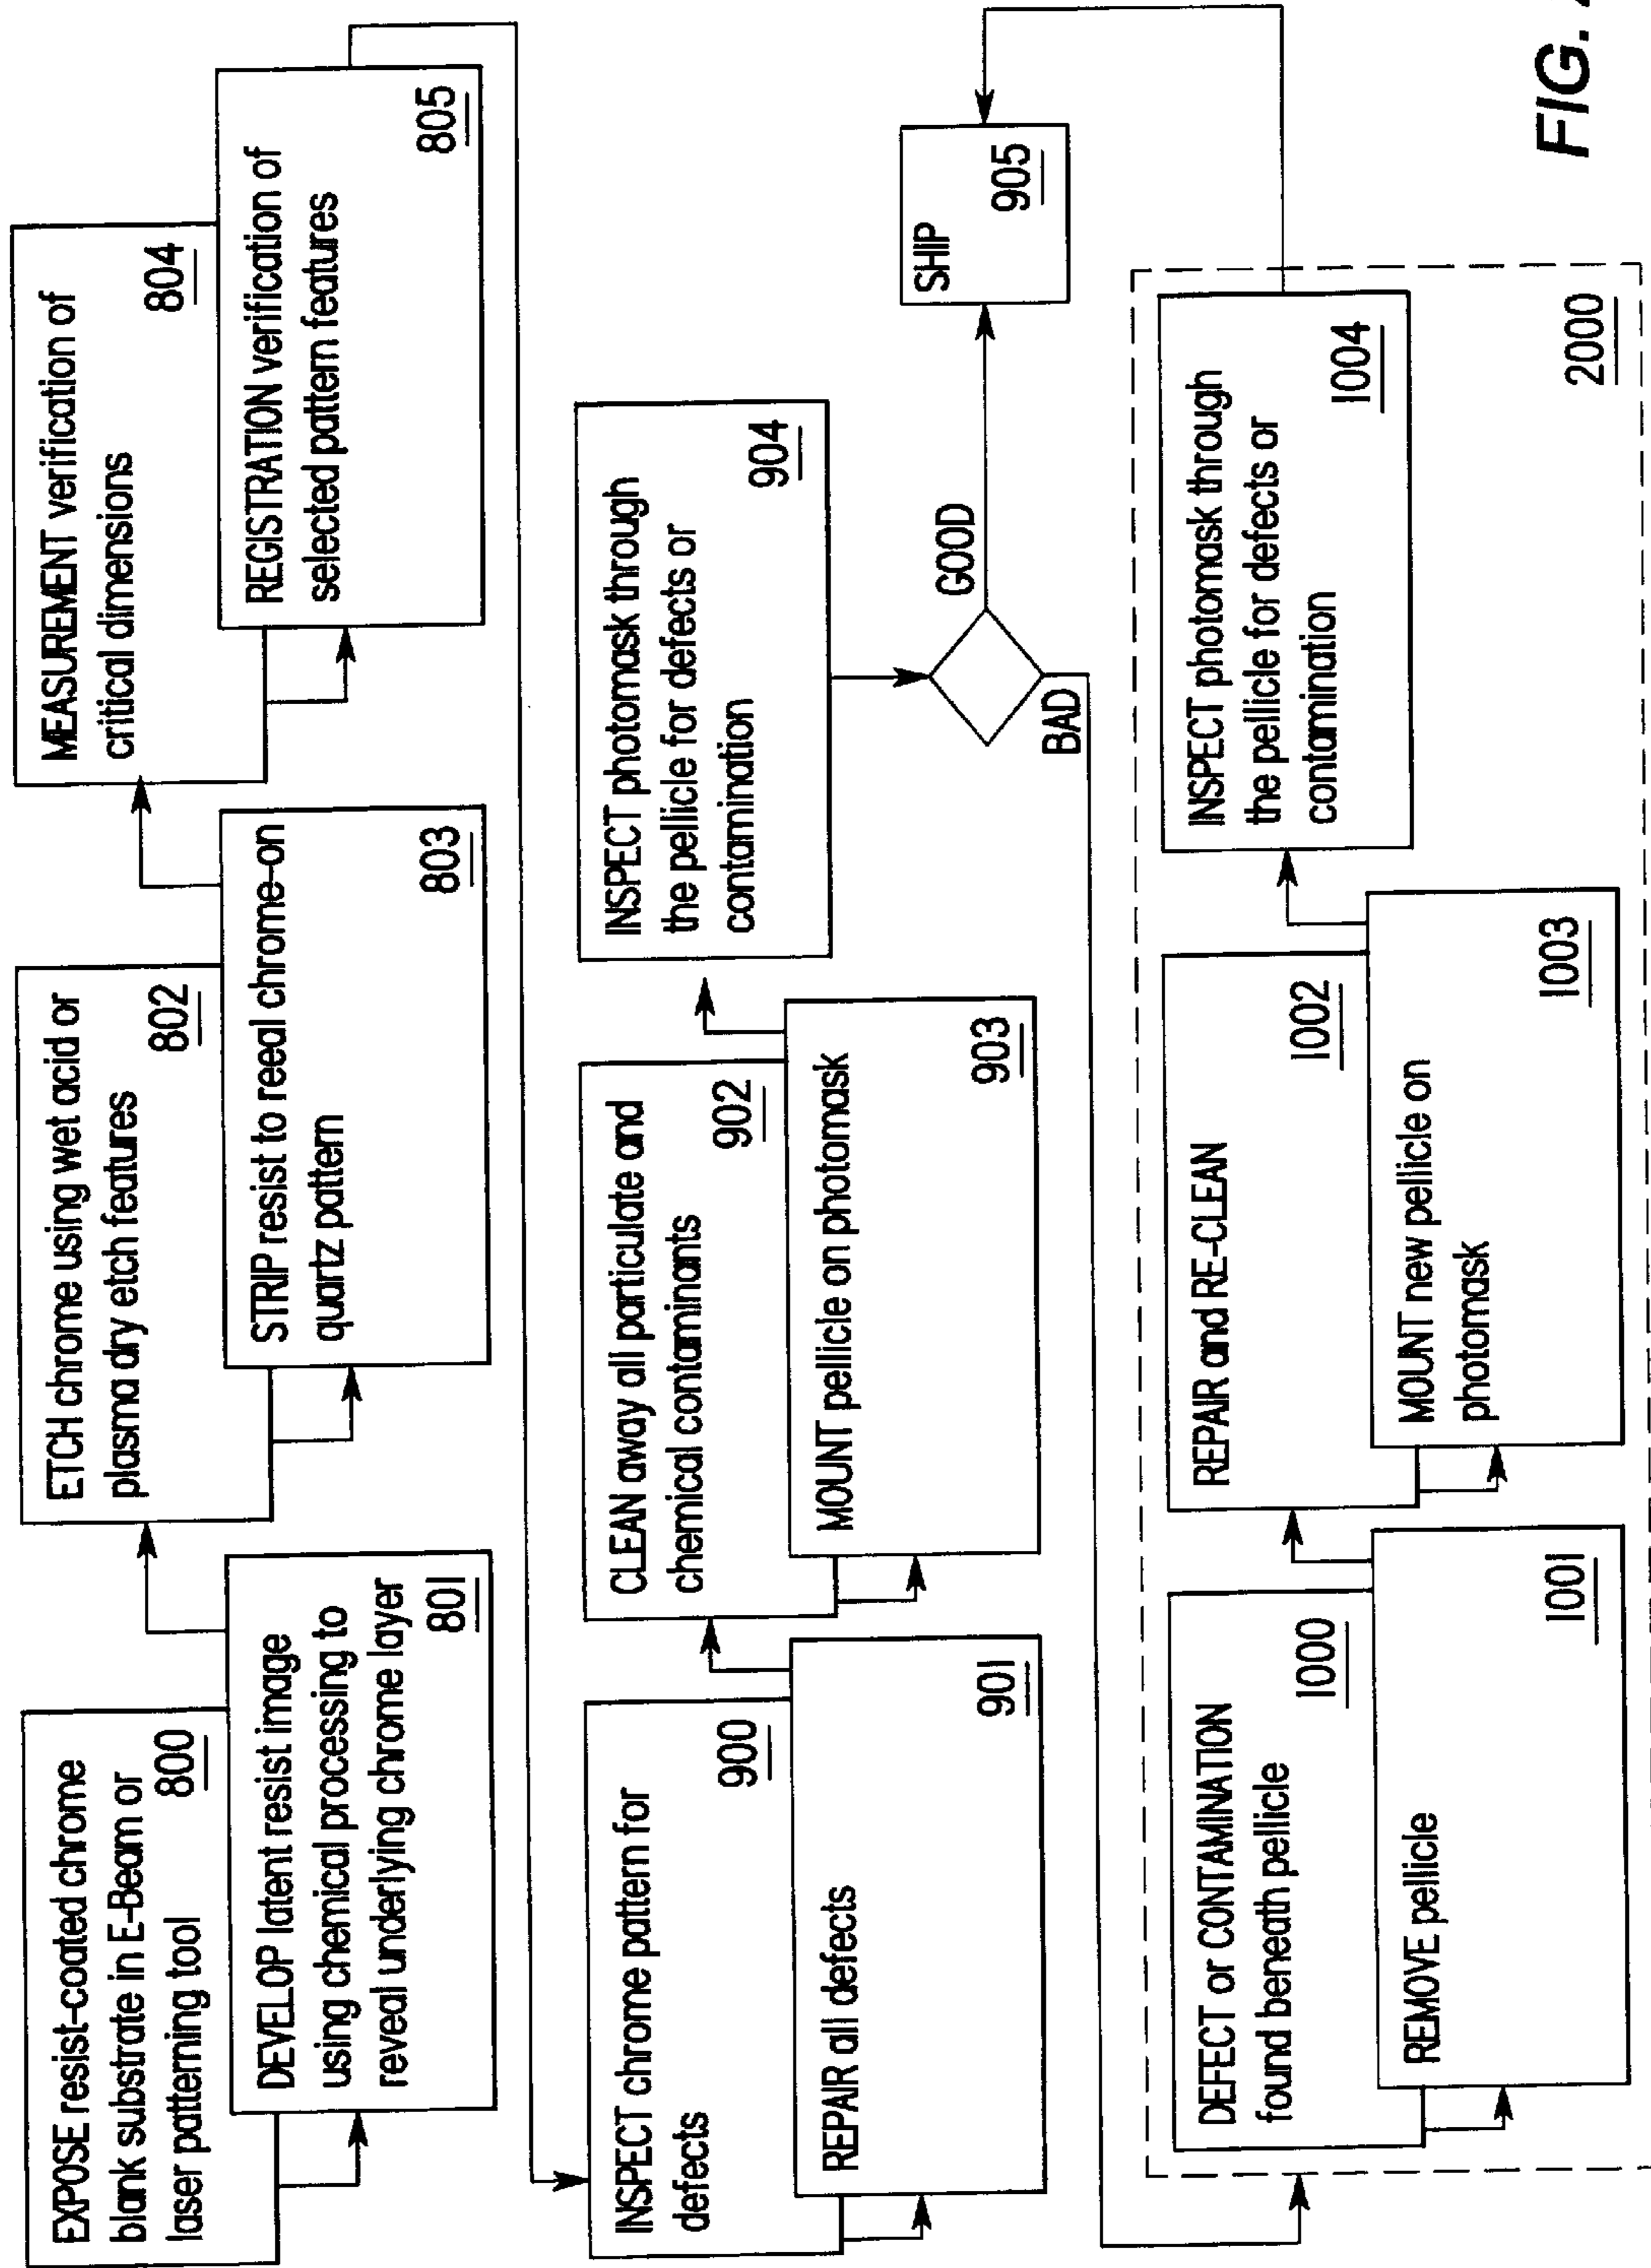 EXPOSE resist-coated chrome
blank substrate in E-Beam or
laser patterning tool
800
DEVELOP latent resist image
using chemical processing to
reveal underlying chrome layer
801
ETCH chrome using wet acid or
plasma dry etch features
802
STRIP resist to reeal chrome-on
quartz pattern
803
MEASUREMENT verification of
critical dimensions
804
REGISTRATION verification of
selected pattern features
805
INSPECT chrome pattern for
defects
900
REPAIR all defects
901
CLEAN away all particulate and
chemical contaminants
902
MOUNT pellicle on photomask
903
INSPECT photomask through
the pellicle for defects or
contamination
904
GOOD
BAD
SHIP
905
DEFECT or CONTAMINATION
found beneath pellicle
1000
REMOVE pellicle
1001
REPAIR and RE-CLEAN
1002
MOUNT new pellicle on
photomask
1003
INSPECT photomask through
the pellicle for defects or
contamination
1004
2000
FIG.